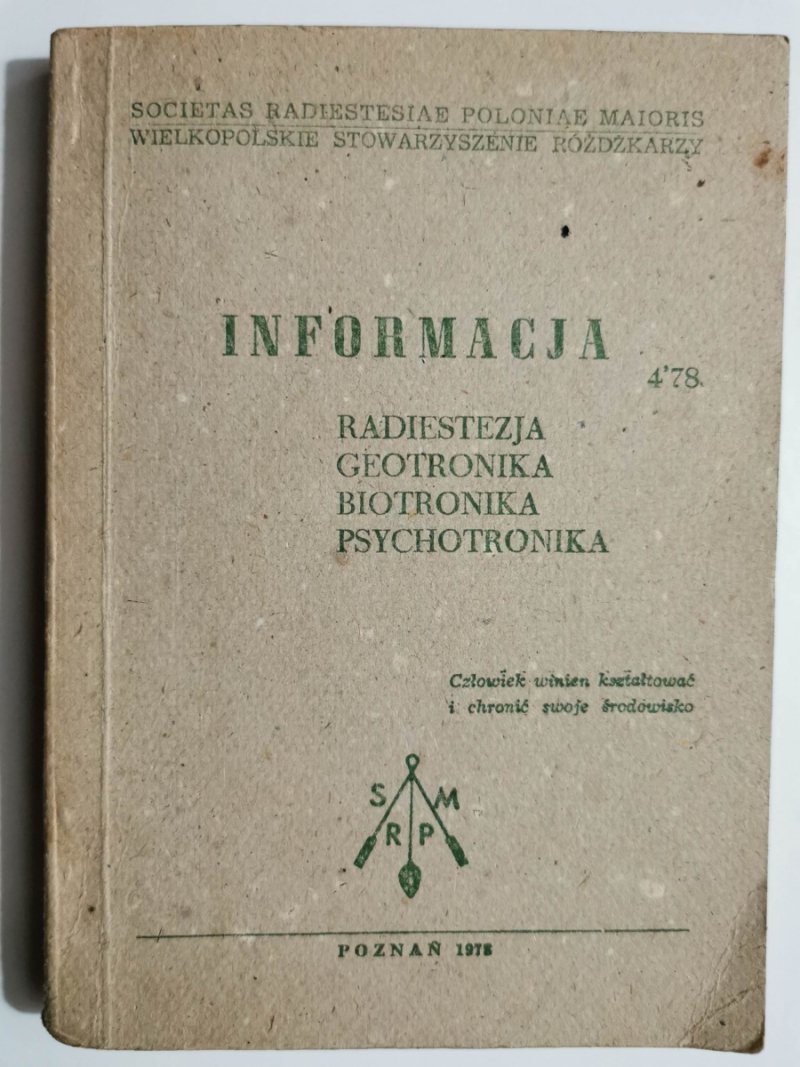 SOCIETAS RADIESTESIAE POLONIAE MAIORIS
WIELKOPOLSKIE STOWARZYSZENIE RÓŻDŻKARZY
INFORMACJA
4'78
RADIESTEZJA
GEOTRONIKA
BIOTRONIKA
PSYCHOTRONIKA
Człowiek winien kształtować
i chronić swoje środowisko
S M
R P
POZNAŃ 1978